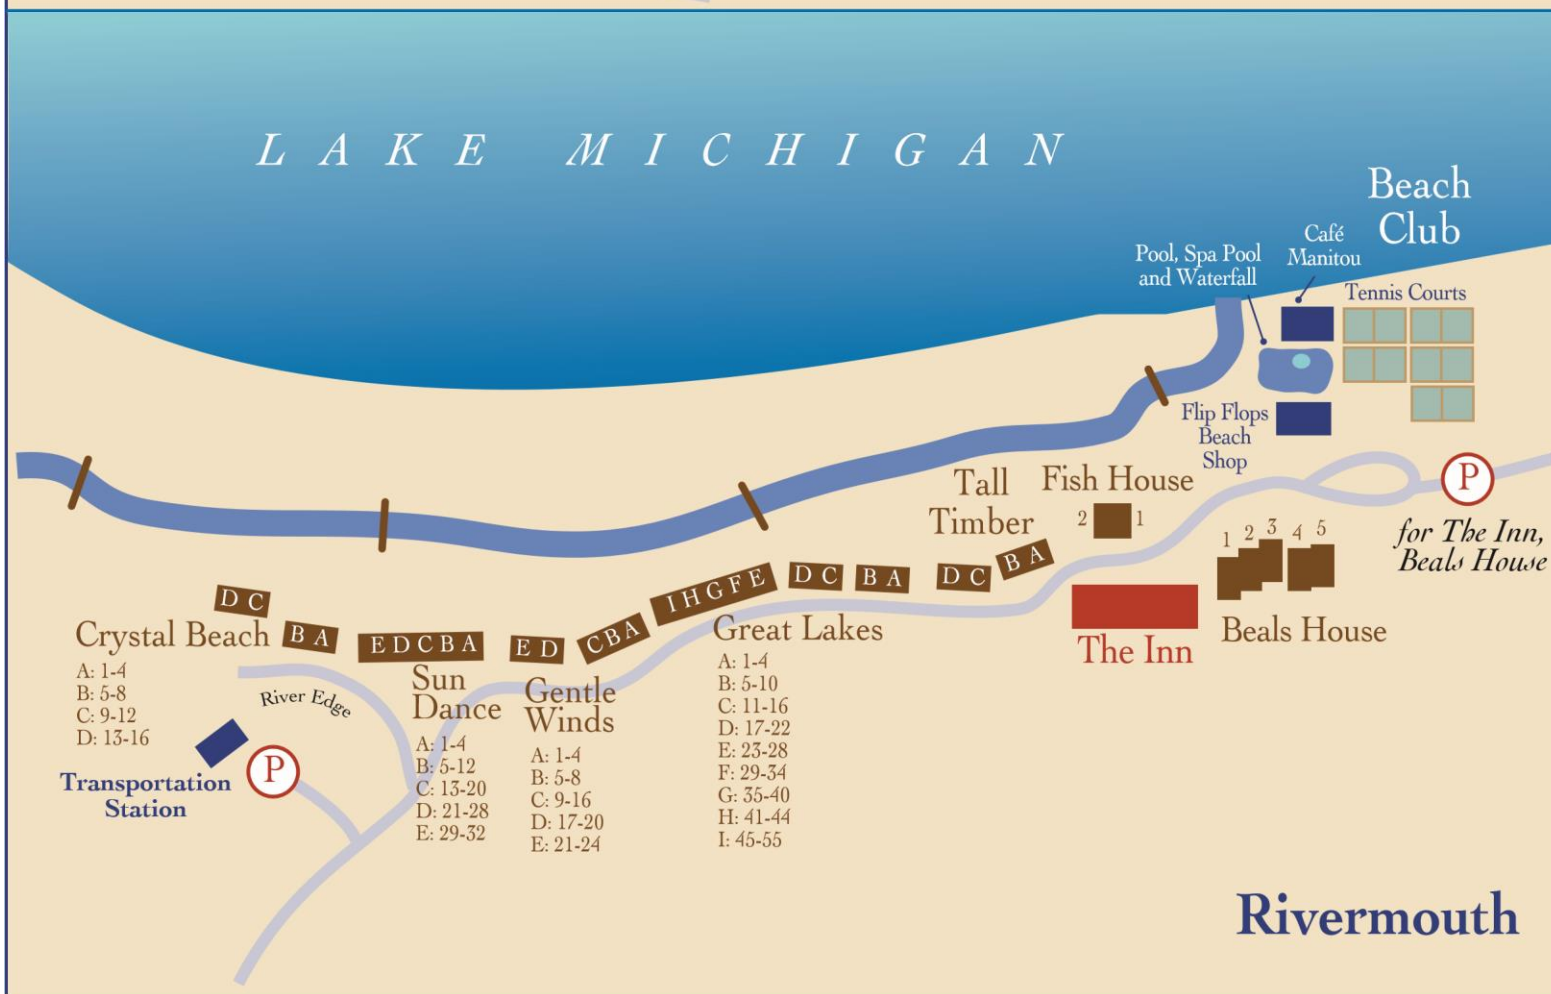 LAKE MICHIGAN
Beach
Club
Café
Manitou
Pool, Spa Pool
and Waterfall
Tennis Courts
Flip Flops
Beach
Shop
P
for The Inn,
Beals House
Tall
Timber
Fish House
2 1
D C
B A
1 2 3 4 5
Beals House
The Inn
D C
B A
Crystal Beach
A: 1-4
B: 5-8
C: 9-12
D: 13-16
River Edge
Transportation
Station
P
E D C B A
Sun
Dance
A: 1-4
B: 5-12
C: 13-20
D: 21-28
E: 29-32
E D
C B A
Gentle
Winds
A: 1-4
B: 5-8
C: 9-16
D: 17-20
E: 21-24
I H G F E
D C
B A
Great Lakes
A: 1-4
B: 5-10
C: 11-16
D: 17-22
E: 23-28
F: 29-34
G: 35-40
H: 41-44
I: 45-55
Rivermouth